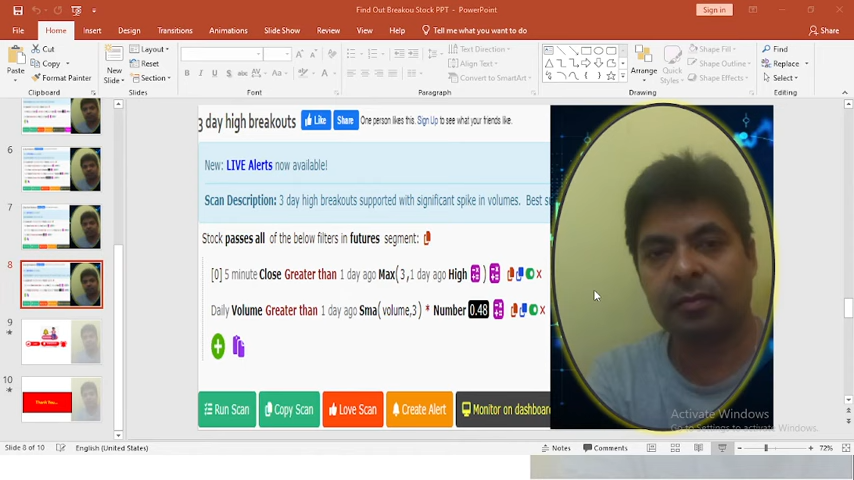 Find Out Breakou Stock PPT - PowerPoint
Sign in
File Home Insert Design Transitions Animations Slide Show Review View Help Tell me what you want to do Share
Cut Layout Text Direction Shape Fill Find
Paste Copy New Slide Reset Align Text Arrange Quick Styles Shape Outline Replace
Format Painter Section Convert to SmartArt Shape Effects Select
Clipboard Slides Font Paragraph Drawing Editing
6
7
8
9
10
Thank You...
3 day high breakouts Like Share One person likes this. Sign Up to see what your friends like.
New: LIVE Alerts now available!
Scan Description: 3 day high breakouts supported with significant spike in volumes. Best s
Stock passes all of the below filters in futures segment:
[0] 5 minute Close Greater than 1 day ago Max( 3, 1 day ago High )
Daily Volume Greater than 1 day ago Sma( volume,3 ) * Number 0.48
Run Scan Copy Scan Love Scan Create Alert Monitor on dashboard
Activate Windows
Go to Settings to activate Windows.
Slide 8 of 10 English (United States) Notes Comments 72%